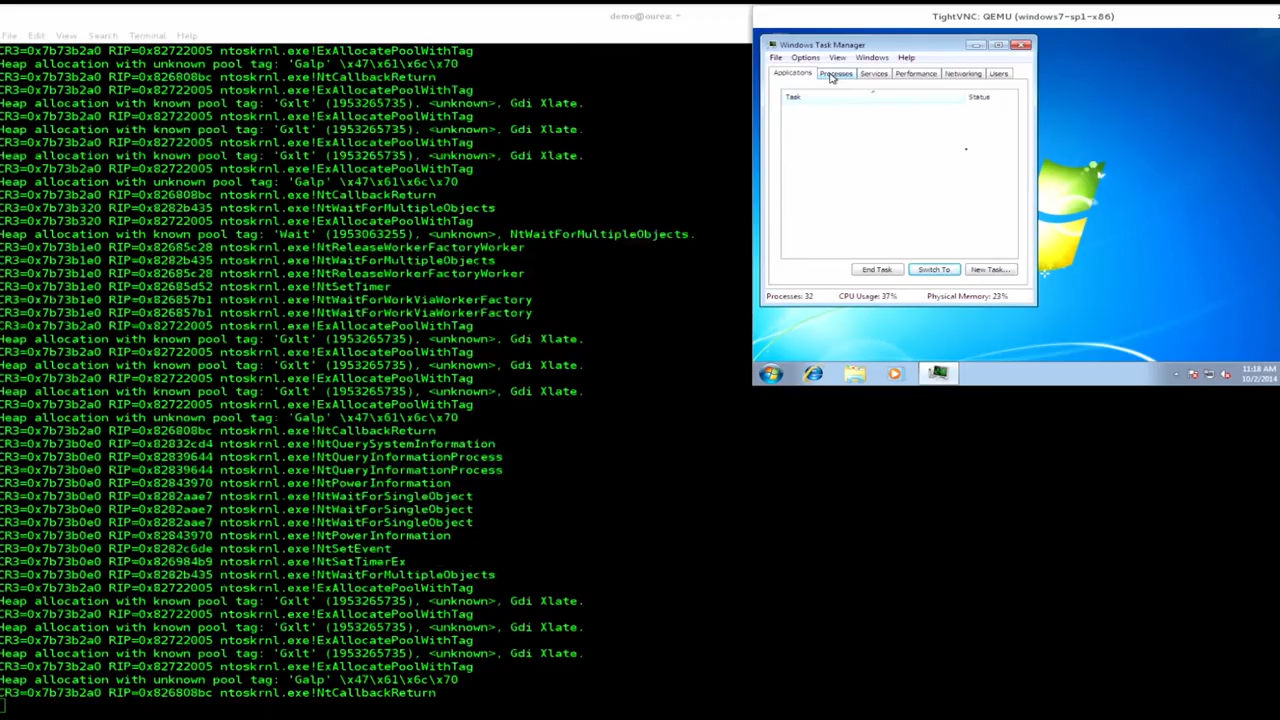 demo@ourea: ~
File Edit View Search Terminal Help
CR3=0x7b73b2a0 RIP=0x82722005 ntoskrnl.exe!ExAllocatePoolWithTag
Heap allocation with unknown pool tag: 'Galp' \x47\x61\x6c\x70
CR3=0x7b73b2a0 RIP=0x826808bc ntoskrnl.exe!NtCallbackReturn
CR3=0x7b73b2a0 RIP=0x82722005 ntoskrnl.exe!ExAllocatePoolWithTag
Heap allocation with known pool tag: 'Gxlt' (1953265735), <unknown>, Gdi Xlate.
CR3=0x7b73b2a0 RIP=0x82722005 ntoskrnl.exe!ExAllocatePoolWithTag
Heap allocation with known pool tag: 'Gxlt' (1953265735), <unknown>, Gdi Xlate.
CR3=0x7b73b2a0 RIP=0x82722005 ntoskrnl.exe!ExAllocatePoolWithTag
Heap allocation with known pool tag: 'Gxlt' (1953265735), <unknown>, Gdi Xlate.
CR3=0x7b73b2a0 RIP=0x82722005 ntoskrnl.exe!ExAllocatePoolWithTag
Heap allocation with unknown pool tag: 'Galp' \x47\x61\x6c\x70
CR3=0x7b73b2a0 RIP=0x826808bc ntoskrnl.exe!NtCallbackReturn
CR3=0x7b73b320 RIP=0x8282b435 ntoskrnl.exe!NtWaitForMultipleObjects
CR3=0x7b73b320 RIP=0x82722005 ntoskrnl.exe!ExAllocatePoolWithTag
Heap allocation with known pool tag: 'Wait' (1953063255), <unknown>, NtWaitForMultipleObjects.
CR3=0x7b73b1e0 RIP=0x82685c28 ntoskrnl.exe!NtReleaseWorkerFactoryWorker
CR3=0x7b73b1e0 RIP=0x8282b435 ntoskrnl.exe!NtWaitForMultipleObjects
CR3=0x7b73b1e0 RIP=0x82685c28 ntoskrnl.exe!NtReleaseWorkerFactoryWorker
CR3=0x7b73b1e0 RIP=0x82685d52 ntoskrnl.exe!NtSetTimer
CR3=0x7b73b1e0 RIP=0x826857b1 ntoskrnl.exe!NtWaitForWorkViaWorkerFactory
CR3=0x7b73b1e0 RIP=0x826857b1 ntoskrnl.exe!NtWaitForWorkViaWorkerFactory
CR3=0x7b73b2a0 RIP=0x82722005 ntoskrnl.exe!ExAllocatePoolWithTag
Heap allocation with known pool tag: 'Gxlt' (1953265735), <unknown>, Gdi Xlate.
CR3=0x7b73b2a0 RIP=0x82722005 ntoskrnl.exe!ExAllocatePoolWithTag
Heap allocation with known pool tag: 'Gxlt' (1953265735), <unknown>, Gdi Xlate.
CR3=0x7b73b2a0 RIP=0x82722005 ntoskrnl.exe!ExAllocatePoolWithTag
Heap allocation with known pool tag: 'Gxlt' (1953265735), <unknown>, Gdi Xlate.
CR3=0x7b73b2a0 RIP=0x82722005 ntoskrnl.exe!ExAllocatePoolWithTag
Heap allocation with unknown pool tag: 'Galp' \x47\x61\x6c\x70
CR3=0x7b73b2a0 RIP=0x826808bc ntoskrnl.exe!NtCallbackReturn
CR3=0x7b73b0e0 RIP=0x82832cd4 ntoskrnl.exe!NtQuerySystemInformation
CR3=0x7b73b0e0 RIP=0x82839644 ntoskrnl.exe!NtQueryInformationProcess
CR3=0x7b73b0e0 RIP=0x82839644 ntoskrnl.exe!NtQueryInformationProcess
CR3=0x7b73b0e0 RIP=0x82843970 ntoskrnl.exe!NtPowerInformation
CR3=0x7b73b0e0 RIP=0x8282aae7 ntoskrnl.exe!NtWaitForSingleObject
CR3=0x7b73b0e0 RIP=0x8282aae7 ntoskrnl.exe!NtWaitForSingleObject
CR3=0x7b73b0e0 RIP=0x8282aae7 ntoskrnl.exe!NtWaitForSingleObject
CR3=0x7b73b0e0 RIP=0x82843970 ntoskrnl.exe!NtPowerInformation
CR3=0x7b73b0e0 RIP=0x8282c6de ntoskrnl.exe!NtSetEvent
CR3=0x7b73b0e0 RIP=0x826984b9 ntoskrnl.exe!NtSetTimerEx
CR3=0x7b73b0e0 RIP=0x8282b435 ntoskrnl.exe!NtWaitForMultipleObjects
CR3=0x7b73b2a0 RIP=0x82722005 ntoskrnl.exe!ExAllocatePoolWithTag
Heap allocation with known pool tag: 'Gxlt' (1953265735), <unknown>, Gdi Xlate.
CR3=0x7b73b2a0 RIP=0x82722005 ntoskrnl.exe!ExAllocatePoolWithTag
Heap allocation with known pool tag: 'Gxlt' (1953265735), <unknown>, Gdi Xlate.
CR3=0x7b73b2a0 RIP=0x82722005 ntoskrnl.exe!ExAllocatePoolWithTag
Heap allocation with known pool tag: 'Gxlt' (1953265735), <unknown>, Gdi Xlate.
CR3=0x7b73b2a0 RIP=0x82722005 ntoskrnl.exe!ExAllocatePoolWithTag
Heap allocation with unknown pool tag: 'Galp' \x47\x61\x6c\x70
CR3=0x7b73b2a0 RIP=0x826808bc ntoskrnl.exe!NtCallbackReturn
TightVNC: QEMU (windows7-sp1-x86)
Windows Task Manager
File Options View Windows Help
Applications Processes Services Performance Networking Users
Task Status
End Task Switch To New Task...
Processes: 32 CPU Usage: 37% Physical Memory: 23%
11:18 AM
10/2/2014